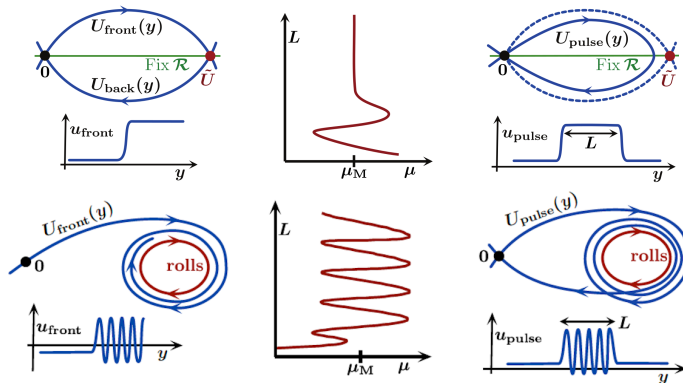 U_front(y)
0
Fix R
Ũ
U_back(y)
u_front
y
L
μ_M
μ
U_pulse(y)
0
Fix R
Ũ
u_pulse
L
y
U_front(y)
0
rolls
u_front
y
L
μ_M
μ
U_pulse(y)
0
rolls
u_pulse
L
y